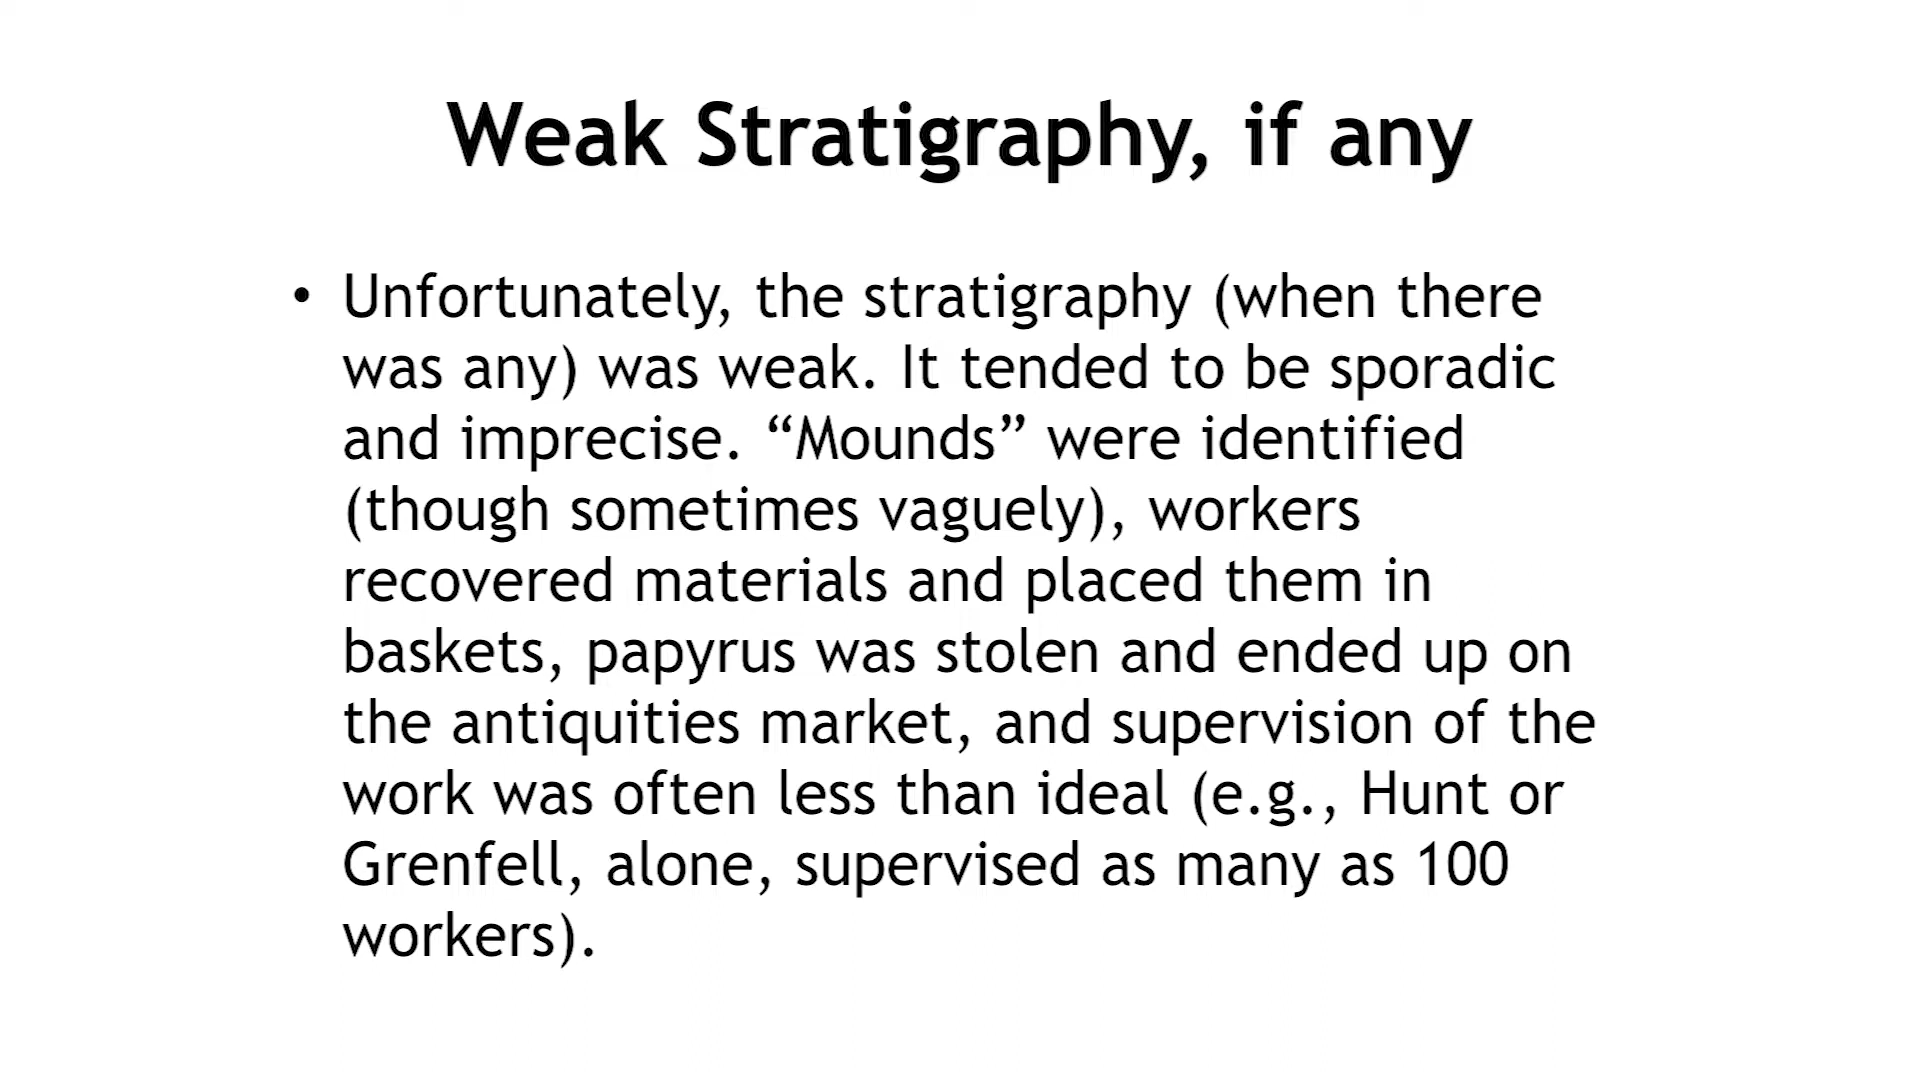 Weak Stratigraphy, if any
• Unfortunately, the stratigraphy (when there
was any) was weak. It tended to be sporadic
and imprecise. “Mounds” were identified
(though sometimes vaguely), workers
recovered materials and placed them in
baskets, papyrus was stolen and ended up on
the antiquities market, and supervision of the
work was often less than ideal (e.g., Hunt or
Grenfell, alone, supervised as many as 100
workers).